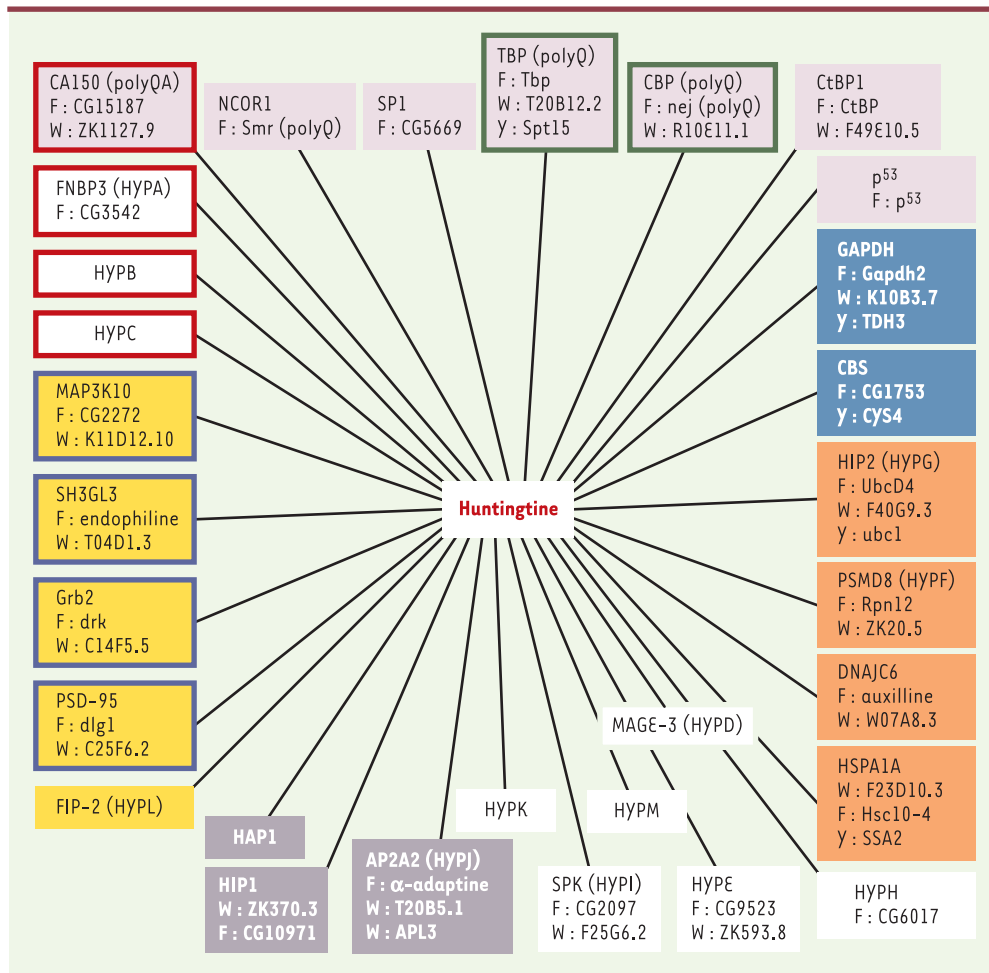 CA150 (polyQA)
F : CG15187
W : ZK1127.9
NCOR1
F : Smr (polyQ)
SP1
F : CG5669
TBP (polyQ)
F : Tbp
W : T20B12.2
Y : Spt15
CBP (polyQ)
F : nej (polyQ)
W : R10E11.1
CtBP1
F : CtBP
W : F49E10.5
p53
F : p53
FNBP3 (HYPA)
F : CG3542
HYPB
HYPC
GAPDH
F : Gapdh2
W : K10B3.7
Y : TDH3
CBS
F : CG1753
Y : CYS4
MAP3K10
F : CG2272
W : K11D12.10
SH3GL3
F : endophiline
W : T04D1.3
Huntingtine
HIP2 (HYPG)
F : UbcD4
W : F40G9.3
Y : ubc1
Grb2
F : drk
W : C14F5.5
PSMD8 (HYPF)
F : Rpn12
W : ZK20.5
PSD-95
F : dlg1
W : C25F6.2
DNAJC6
F : auxilline
W : W07A8.3
MAGE-3 (HYPD)
FIP-2 (HYPL)
HSPA1A
W : F23D10.3
F : Hsc10-4
Y : SSA2
HYPK
HYPM
HAP1
HIP1
W : ZK370.3
F : CG10971
AP2A2 (HYPJ)
F : α-adaptine
W : T20B5.1
W : APL3
SPK (HYPI)
F : CG2097
W : F25G6.2
HYPE
F : CG9523
W : ZK593.8
HYPH
F : CG6017